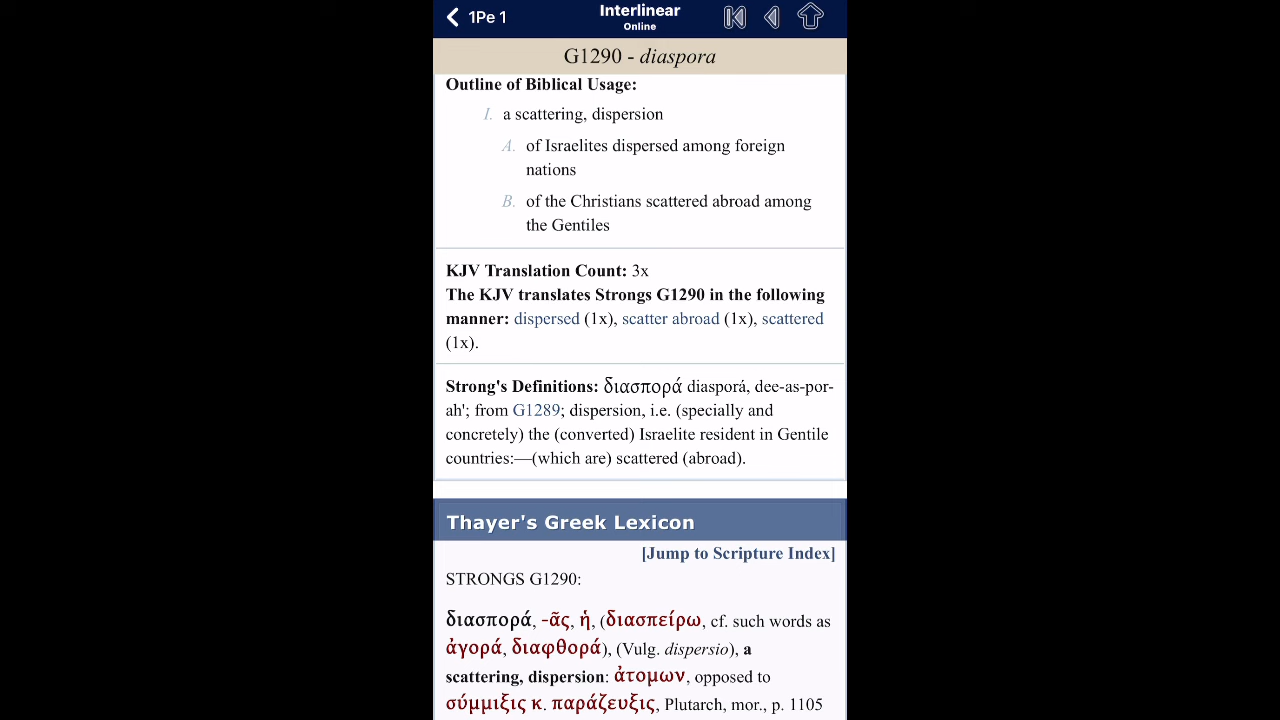 1Pe 1
Interlinear
Online
G1290 - diaspora
Outline of Biblical Usage:
I. a scattering, dispersion
A. of Israelites dispersed among foreign
nations
B. of the Christians scattered abroad among
the Gentiles
KJV Translation Count: 3x
The KJV translates Strongs G1290 in the following
manner: dispersed (1x), scatter abroad (1x), scattered
(1x).
Strong's Definitions: διασπορά diasporá, dee-as-por-
ah'; from G1289; dispersion, i.e. (specially and
concretely) the (converted) Israelite resident in Gentile
countries:—(which are) scattered (abroad).
Thayer's Greek Lexicon
[Jump to Scripture Index]
STRONGS G1290:
διασπορά, -ᾶς, ἡ, (διασπείρω, cf. such words as
ἀγορά, διαφθορά), (Vulg. dispersio), a
scattering, dispersion: ἀτομων, opposed to
σύμμιξις κ. παράζευξις, Plutarch, mor., p. 1105